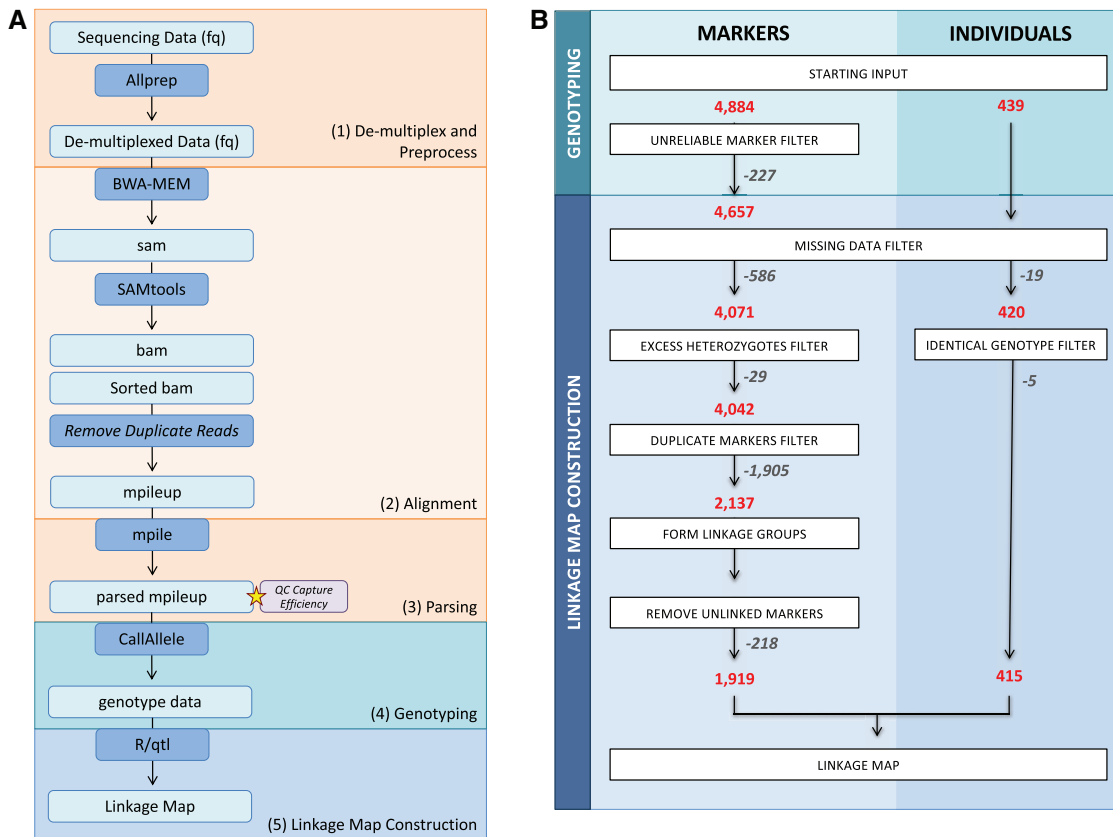 A
Sequencing Data (fq)
Allprep
De-multiplexed Data (fq)
(1) De-multiplex and
Preprocess
BWA-MEM
sam
SAMtools
bam
Sorted bam
Remove Duplicate Reads
mpileup
(2) Alignment
mpile
parsed mpileup
QC Capture
Efficiency
(3) Parsing
CallAllele
genotype data
(4) Genotyping
R/qtl
Linkage Map
(5) Linkage Map Construction
B
MARKERS
INDIVIDUALS
GENOTYPING
STARTING INPUT
4,884
439
UNRELIABLE MARKER FILTER
-227
LINKAGE MAP CONSTRUCTION
4,657
MISSING DATA FILTER
-586
-19
4,071
420
EXCESS HETEROZYGOTES FILTER
IDENTICAL GENOTYPE FILTER
-29
-5
4,042
DUPLICATE MARKERS FILTER
-1,905
2,137
FORM LINKAGE GROUPS
REMOVE UNLINKED MARKERS
-218
1,919
415
LINKAGE MAP